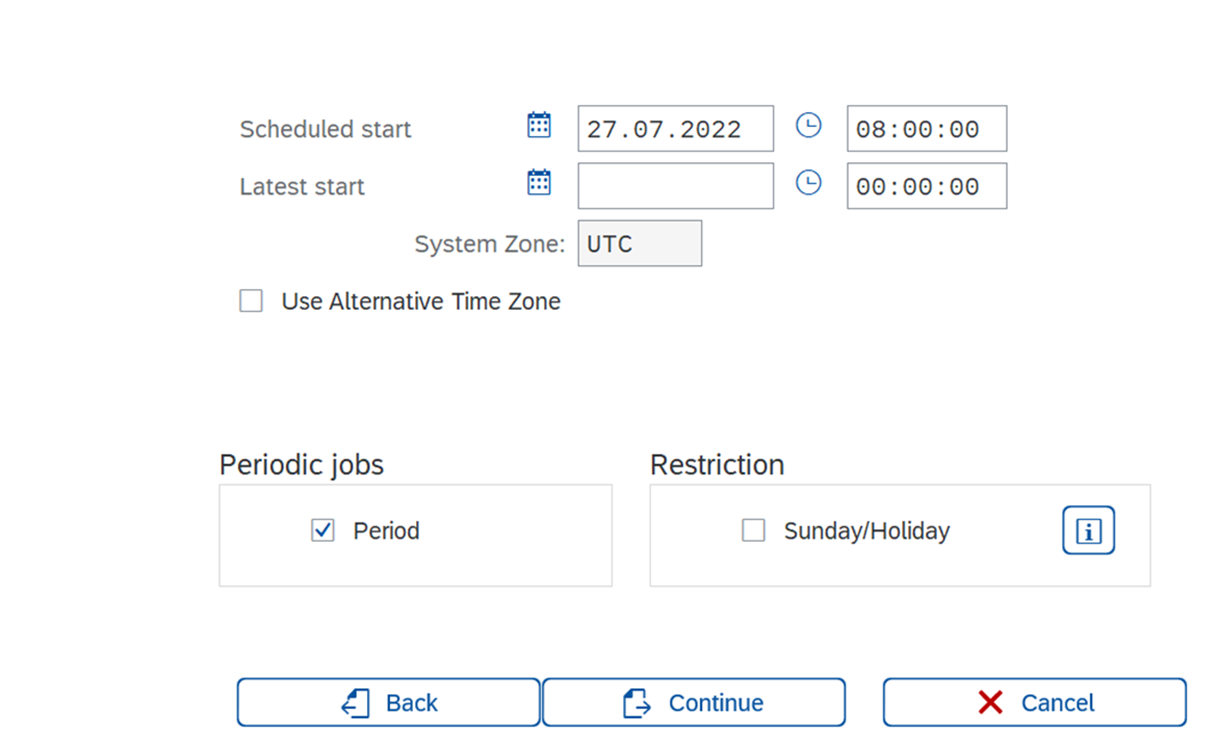 Scheduled start 27.07.2022 08:00:00
Latest start 00:00:00
System Zone: UTC
Use Alternative Time Zone
Periodic jobs Restriction
Period Sunday/Holiday
Back Continue Cancel